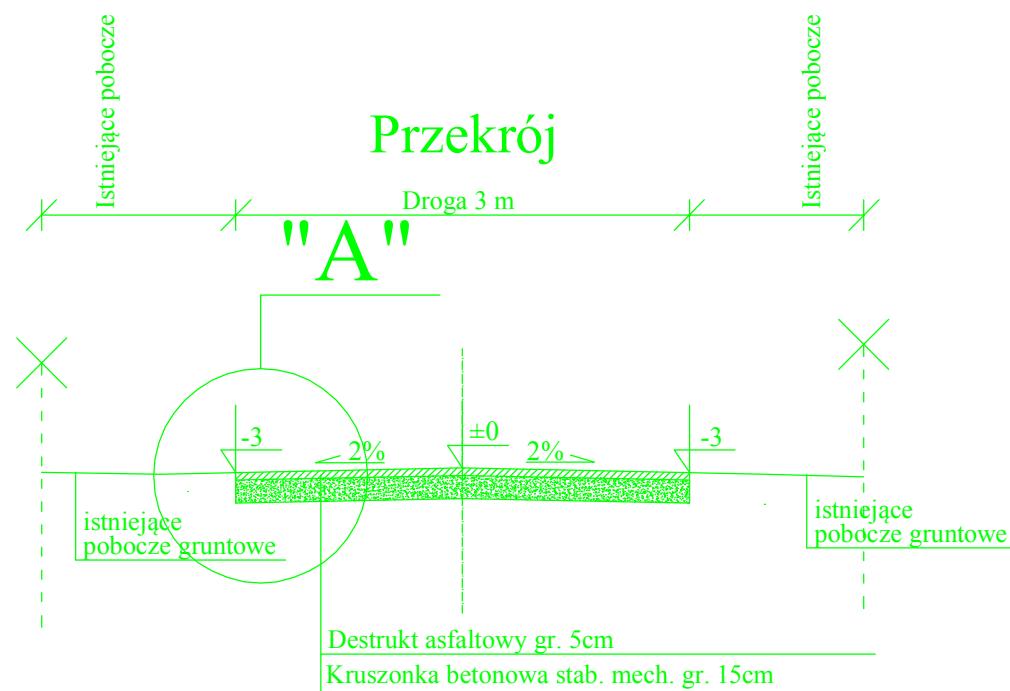 Istniejące pobocze
Istniejące pobocze
Przekrój
Droga 3 m
"A"
-3
2%
±0
2%
-3
istniejące
pobocze gruntowe
istniejące
pobocze gruntowe
Destrukt asfaltowy gr. 5cm
Kruszonka betonowa stab. mech. gr. 15cm